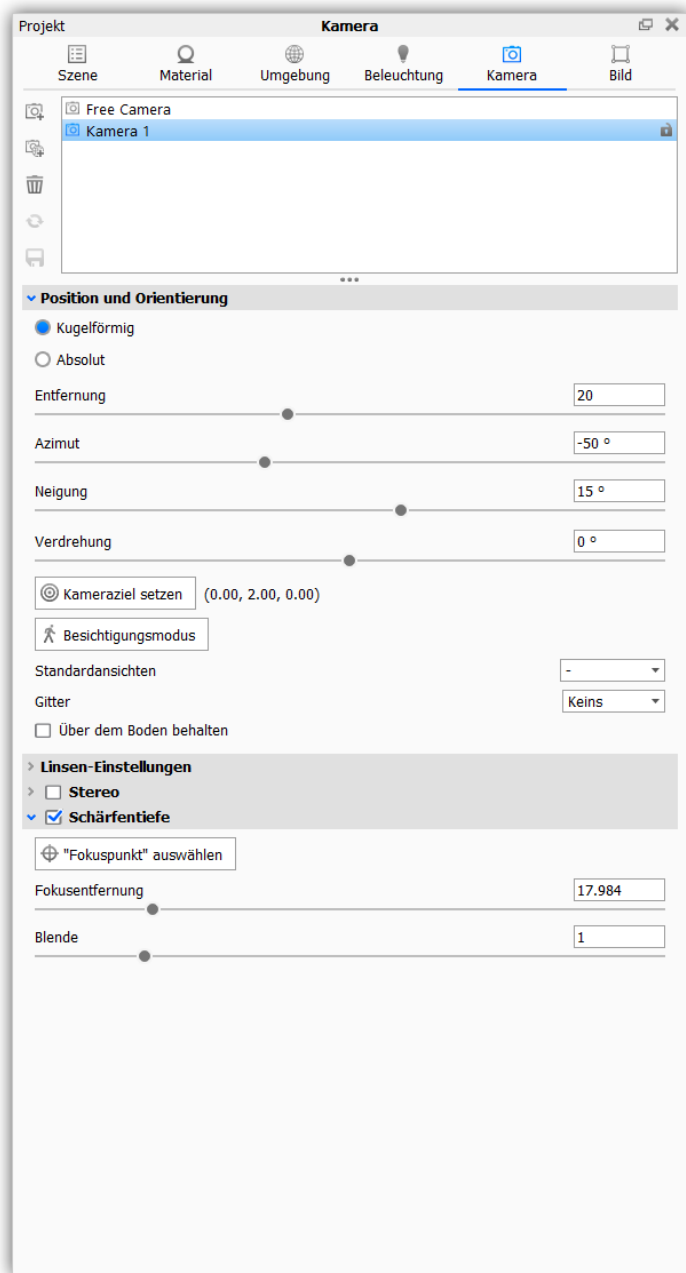 Projekt Kamera
Szene Material Umgebung Beleuchtung Kamera Bild
Free Camera
Kamera 1
Position und Orientierung
Kugelförmig
Absolut
Entfernung 20
Azimut -50 °
Neigung 15 °
Verdrehung 0 °
Kameraziel setzen (0.00, 2.00, 0.00)
Besichtigungsmodus
Standardansichten -
Gitter Keins
Über dem Boden behalten
Linsen-Einstellungen
Stereo
Schärfentiefe
"Fokuspunkt" auswählen
Fokusentfernung 17.984
Blende 1